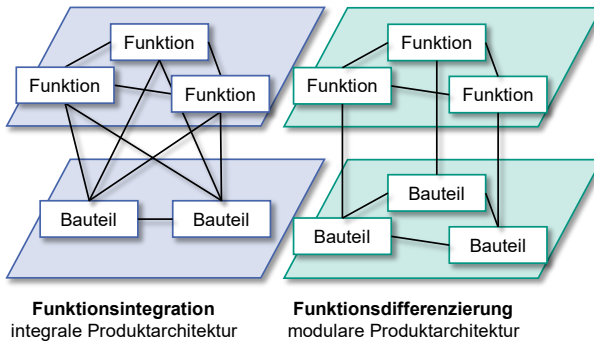 Funktion
Funktion
Funktion
Bauteil
Bauteil
Funktionsintegration
integrale Produktarchitektur
Funktion
Funktion
Funktion
Bauteil
Bauteil
Bauteil
Funktionsdifferenzierung
modulare Produktarchitektur